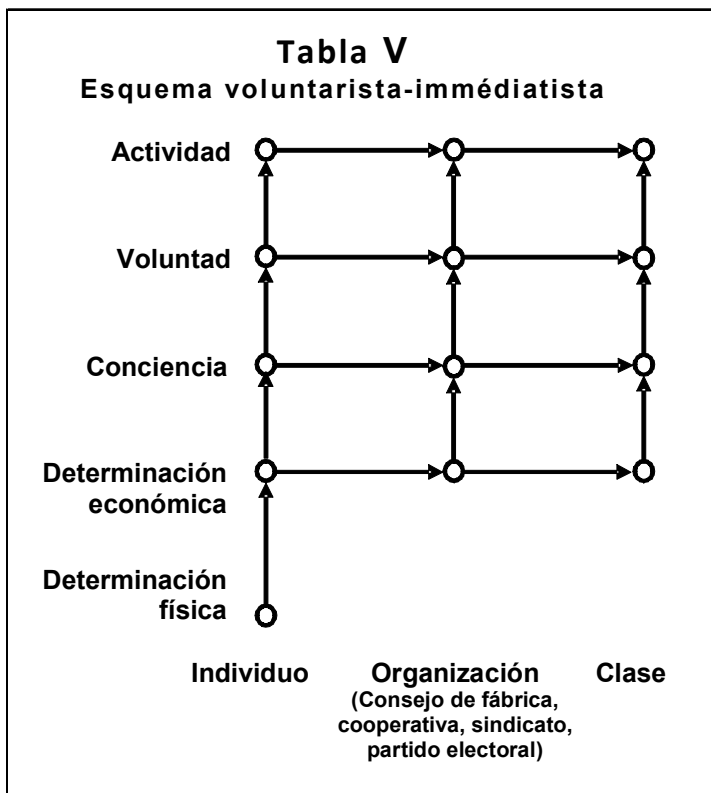 Tabla V
Esquema voluntarista-immédiatista
Actividad
Voluntad
Conciencia
Determinación
económica
Determinación
física
Individuo Organización Clase
(Consejo de fábrica,
cooperativa, sindicato,
partido electoral)